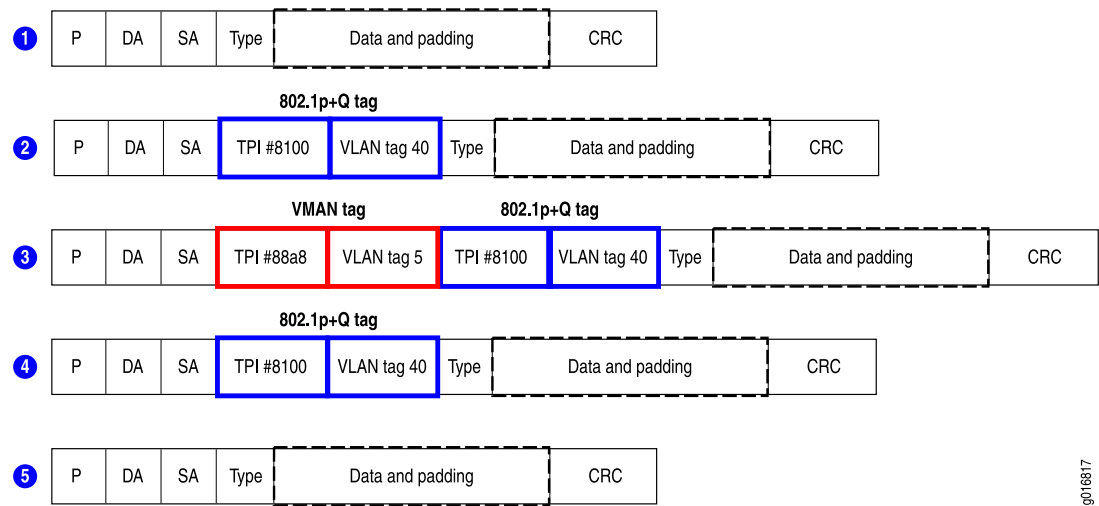 1 P DA SA Type Data and padding CRC
802.1p+Q tag
2 P DA SA TPI #8100 VLAN tag 40 Type Data and padding CRC
VMAN tag 802.1p+Q tag
3 P DA SA TPI #88a8 VLAN tag 5 TPI #8100 VLAN tag 40 Type Data and padding CRC
802.1p+Q tag
4 P DA SA TPI #8100 VLAN tag 40 Type Data and padding CRC
5 P DA SA Type Data and padding CRC
g016817